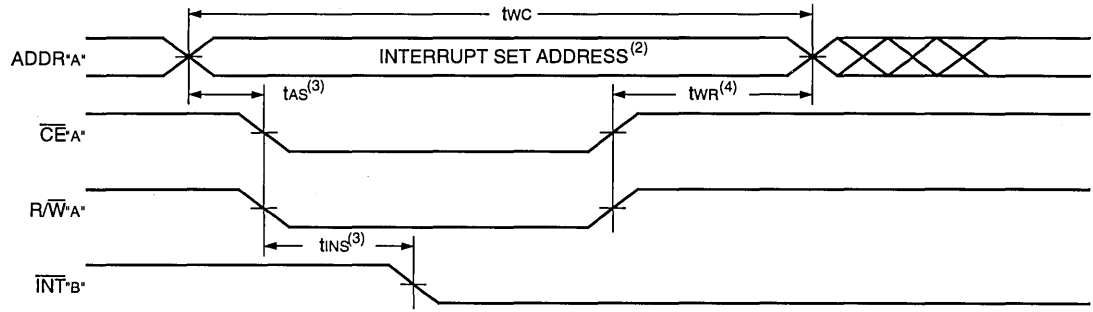 tWC
ADDR"A"
INTERRUPT SET ADDRESS(2)
tAS(3)
tWR(4)
CE"A"
R/W"A"
tINS(3)
INT"B"